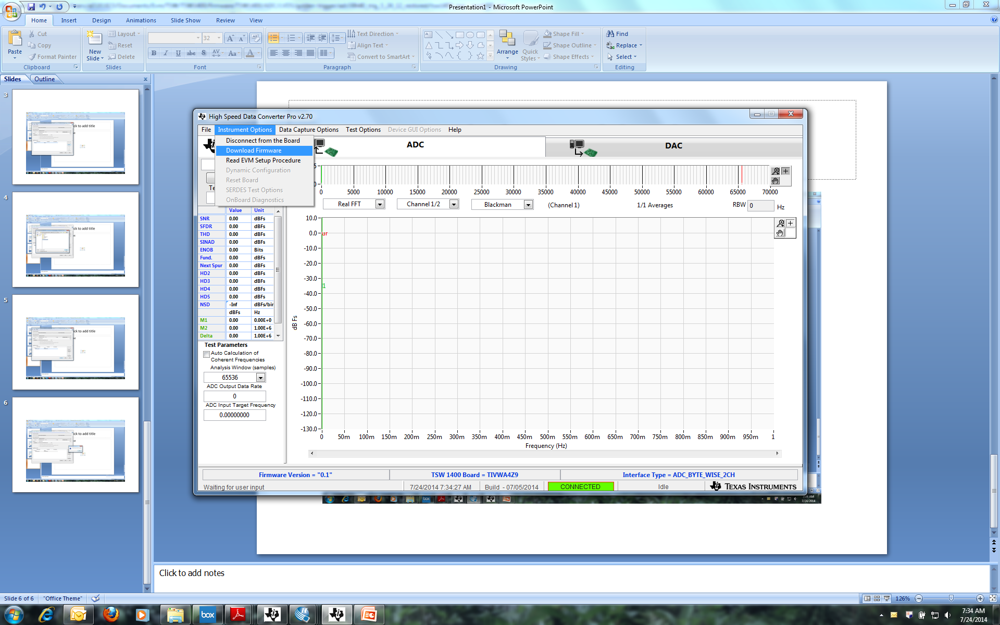 Presentation1 - Microsoft PowerPoint
Home Insert Design Animations Slide Show Review View
Paste Cut Copy Format Painter
Clipboard
New Slide Layout Reset Delete
Slides
32
B I U abc S AV Aa A
Font
Text Direction
Align Text
Convert to SmartArt
Paragraph
Arrange Quick Styles Shape Fill Shape Outline Shape Effects
Drawing
Find
Replace
Select
Editing
Slides Outline x
3
4
5
6
High Speed Data Converter Pro v2.70
File Instrument Options Data Capture Options Test Options Device GUI Options Help
Disconnect from the Board
Download Firmware
Read EVM Setup Procedure
Dynamic Configuration
Reset Board
SERDES Test Options
OnBoard Diagnostics
ADC DAC
0 5000 10000 15000 20000 25000 30000 35000 40000 45000 50000 55000 60000 65000 70000
Real FFT Channel 1/2 Blackman (Channel 1) 1/1 Averages RBW 0 Hz
Value Unit
SNR 0.00 dBFs
SFDR 0.00 dBFs
THD 0.00 dBFs
SINAD 0.00 dBFs
ENOB 0.00 Bits
Fund. 0.00 dBFs
Next Spur 0.00 dBFs
HD2 0.00 dBFs
HD3 0.00 dBFs
HD4 0.00 dBFs
HD5 0.00 dBFs
NSD -Inf dBFs/bin
dBFs Hz
M1 0.00 0.00E+0
M2 0.00 1.00E+6
Delta 0.00 1.00E+6
Test Parameters
Auto Calculation of
Coherent Frequencies
Analysis Window (samples)
65536
ADC Output Data Rate
0
ADC Input Target Frequency
0.00000000
10.0
0.0
-10.0
-20.0
-30.0
-40.0
-50.0
-60.0
-70.0
-80.0
-90.0
-100.0
-110.0
-120.0
-130.0
dB Fs
0 50m 100m 150m 200m 250m 300m 350m 400m 450m 500m 550m 600m 650m 700m 750m 800m 850m 900m 950m 1
Frequency (Hz)
Firmware Version = "0.1" TSW 1400 Board = TIVWA4Z9 Interface Type = ADC_BYTE_WISE_2CH
Waiting for user input 7/24/2014 7:34:27 AM Build - 07/05/2014 CONNECTED Idle TEXAS INSTRUMENTS
Click to add notes
Slide 6 of 6 "Office Theme" 126%
box
7:34 AM
7/24/2014